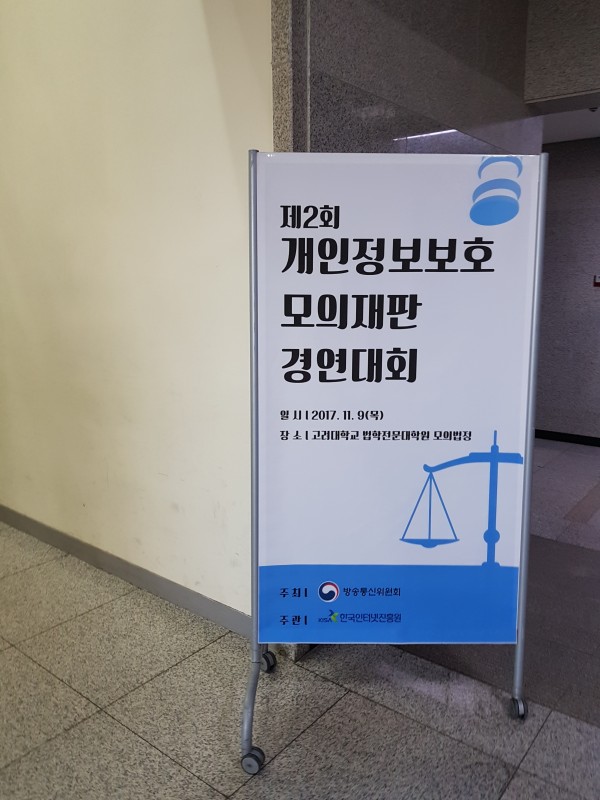 제2회
개인정보보호
모의재판
경연대회
일 시 | 2017. 11. 9(목)
장 소 | 고려대학교 법학전문대학원 모의법정
주 최 | 방송통신위원회
주 관 | KISA 한국인터넷진흥원